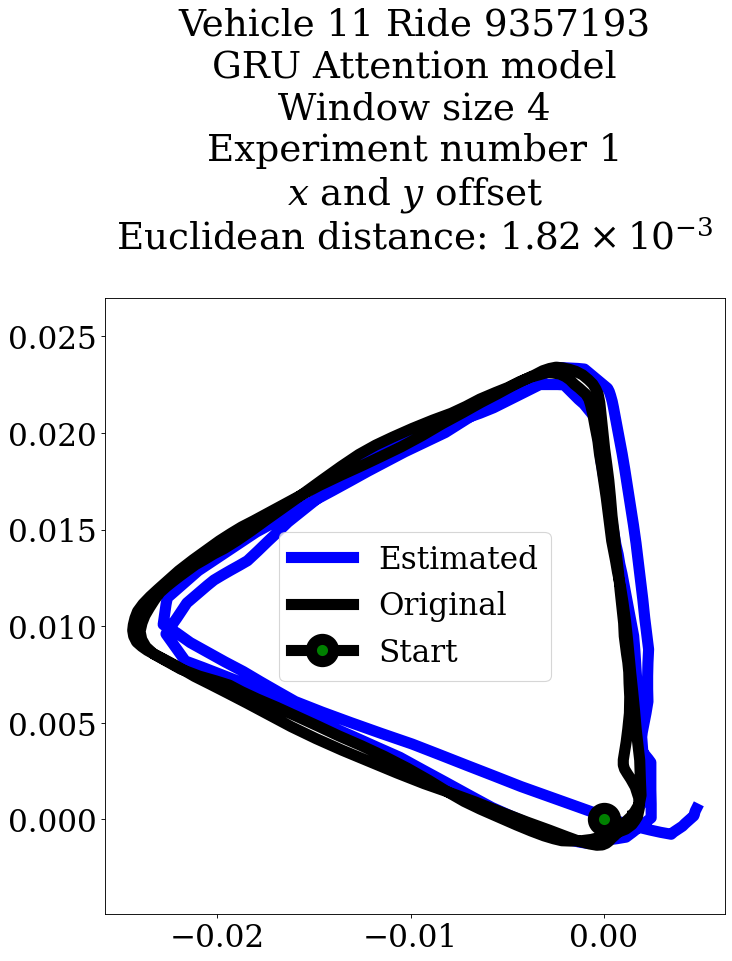 Vehicle 11 Ride 9357193
GRU Attention model
Window size 4
Experiment number 1
x and y offset
Euclidean distance: 1.82 × 10⁻³
0.025
0.020
0.015
0.010
0.005
0.000
Estimated
Original
Start
−0.02
−0.01
0.00